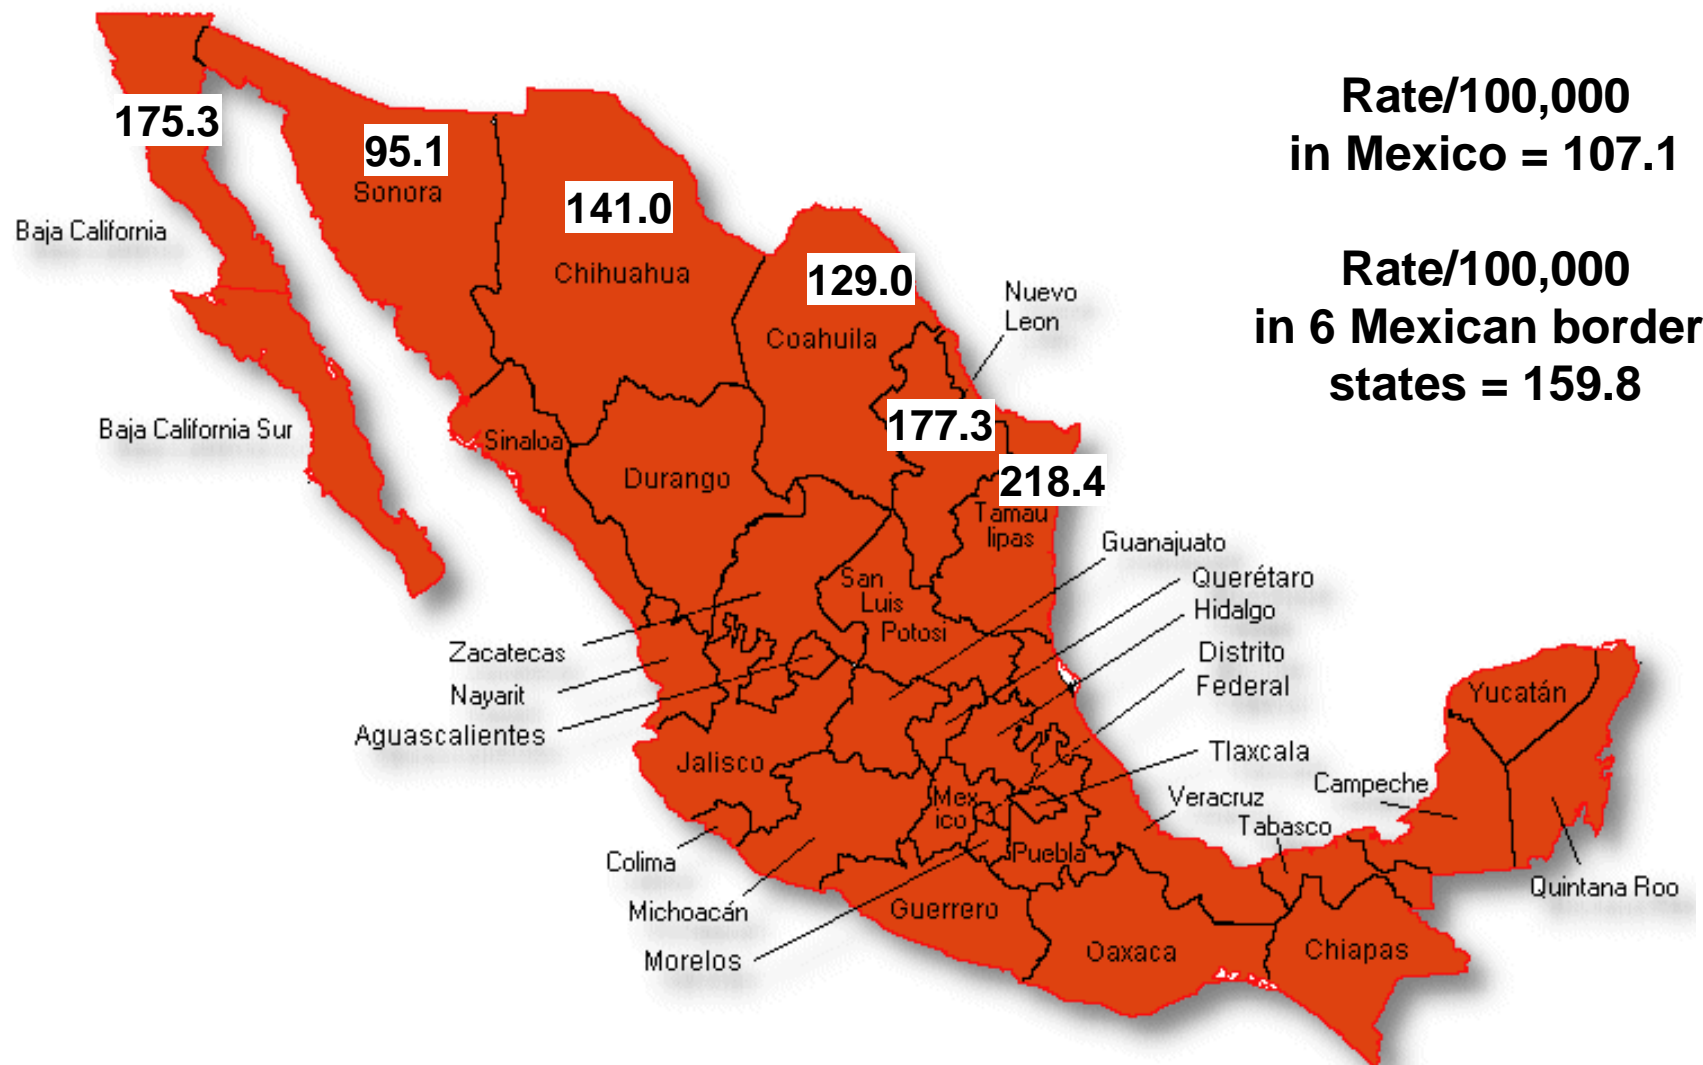 Rate/100,000
in Mexico = 107.1
Rate/100,000
in 6 Mexican border
states = 159.8
175.3
95.1
Sonora
141.0
Baja California
Chihuahua
129.0
Nuevo
Leon
Coahuila
177.3
Baja California Sur
Sinaloa
Durango
218.4
Tamau
lipas
Guanajuato
San
Luis
Potosi
Querétaro
Hidalgo
Zacatecas
Distrito
Federal
Nayarit
Yucatán
Aguascalientes
Jalisco
Tlaxcala
Campeche
Mex
ico
Veracruz
Tabasco
Colima
Puebla
Quintana Roo
Michoacán
Guerrero
Morelos
Oaxaca
Chiapas